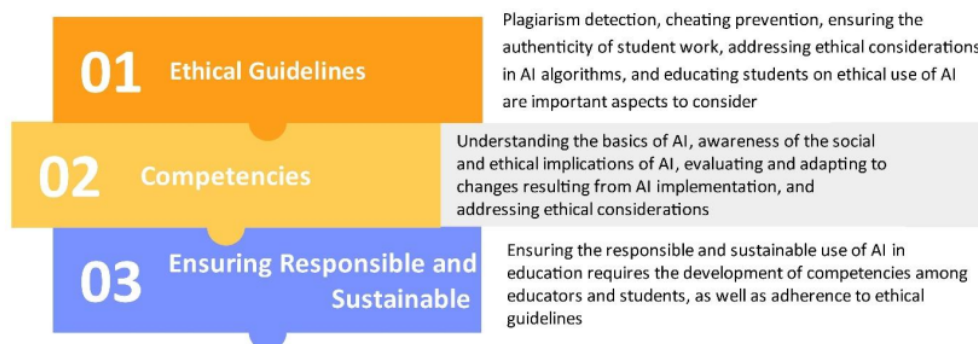 01
Ethical Guidelines
Plagiarism detection, cheating prevention, ensuring the
authenticity of student work, addressing ethical considerations
in AI algorithms, and educating students on ethical use of AI
are important aspects to consider
02
Competencies
Understanding the basics of AI, awareness of the social
and ethical implications of AI, evaluating and adapting to
changes resulting from AI implementation, and
addressing ethical considerations
03
Ensuring Responsible and
Sustainable
Ensuring the responsible and sustainable use of AI in
education requires the development of competencies among
educators and students, as well as adherence to ethical
guidelines